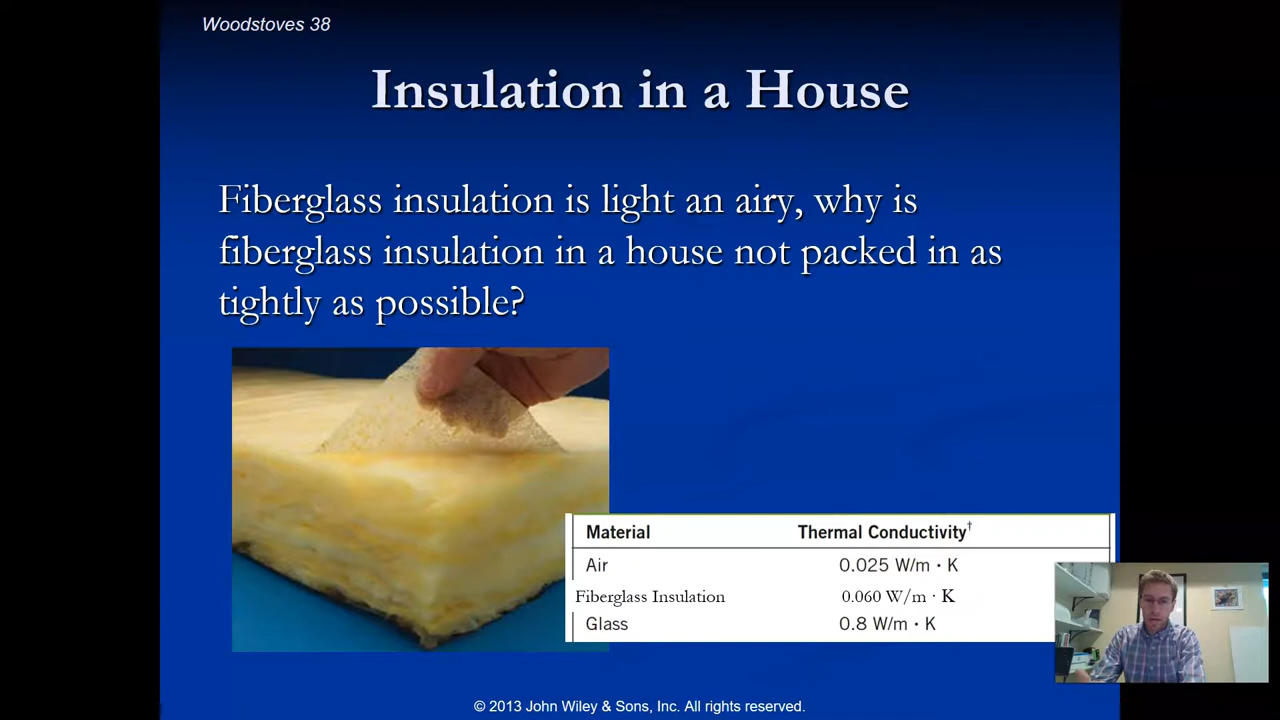 Woodstoves 38
Insulation in a House
Fiberglass insulation is light an airy, why is
fiberglass insulation in a house not packed in as
tightly as possible?
Material Thermal Conductivity†
Air 0.025 W/m • K
Fiberglass Insulation 0.060 W/m · K
Glass 0.8 W/m • K
© 2013 John Wiley & Sons, Inc. All rights reserved.